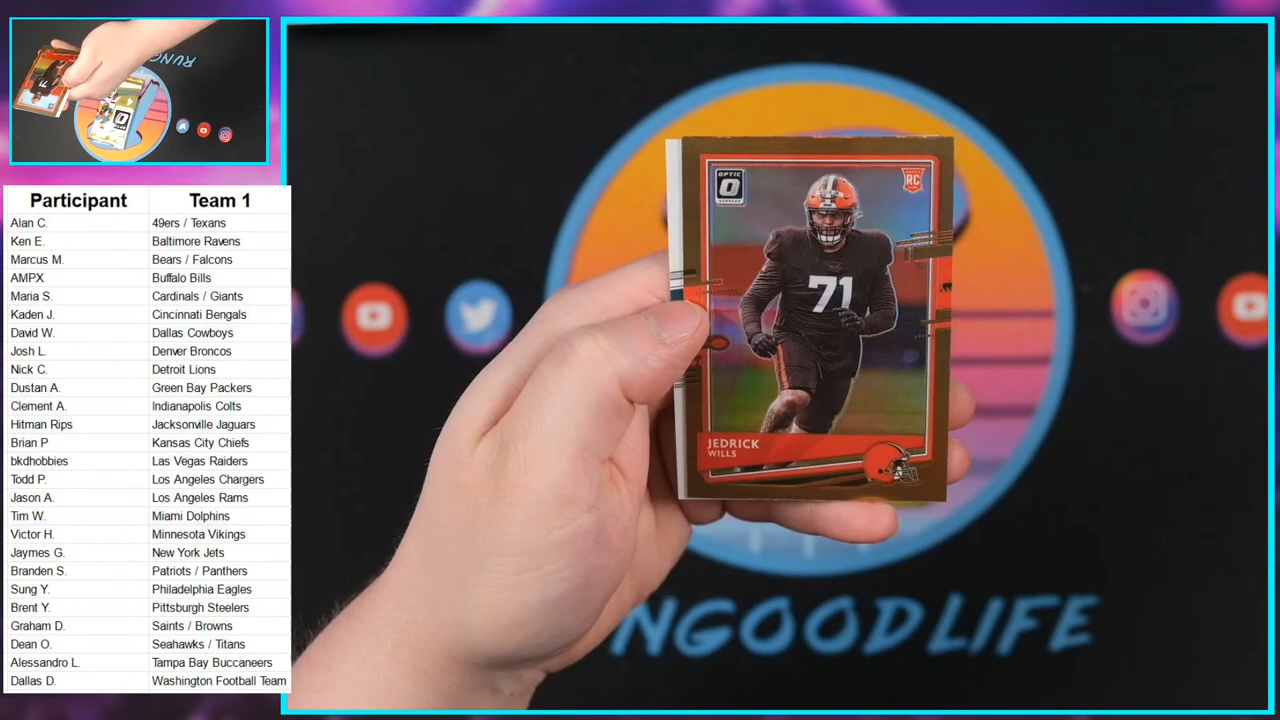 RUNG
OPTIC
Participant Team 1
Alan C. 49ers / Texans
Ken E. Baltimore Ravens
Marcus M. Bears / Falcons
AMPX Buffalo Bills
Maria S. Cardinals / Giants
Kaden J. Cincinnati Bengals
David W. Dallas Cowboys
Josh L. Denver Broncos
Nick C. Detroit Lions
Dustan A. Green Bay Packers
Clement A. Indianapolis Colts
Hitman Rips Jacksonville Jaguars
Brian P Kansas City Chiefs
bkdhobbies Las Vegas Raiders
Todd P. Los Angeles Chargers
Jason A. Los Angeles Rams
Tim W. Miami Dolphins
Victor H. Minnesota Vikings
Jaymes G. New York Jets
Branden S. Patriots / Panthers
Sung Y. Philadelphia Eagles
Brent Y. Pittsburgh Steelers
Graham D. Saints / Browns
Dean O. Seahawks / Titans
Alessandro L. Tampa Bay Buccaneers
Dallas D. Washington Football Team
OPTIC
RC
71
JEDRICK
WILLS
NGOODLIFE